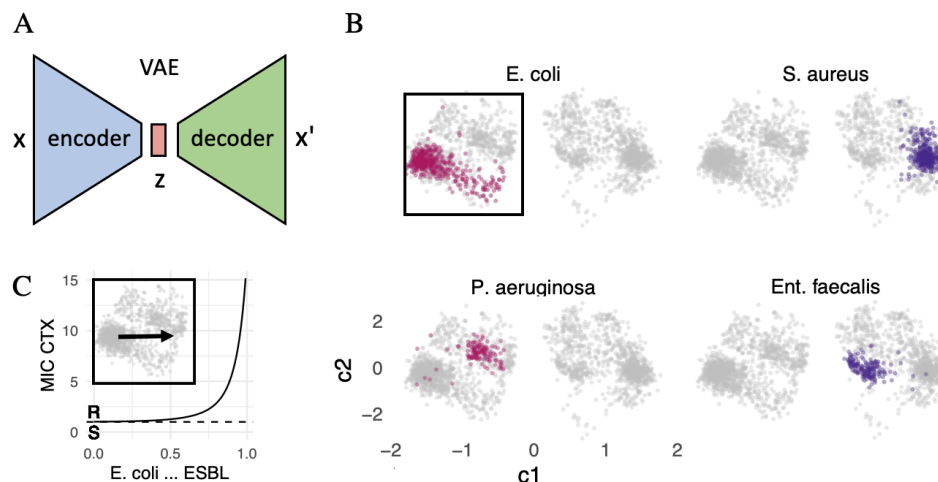 A
VAE
x
encoder
z
decoder
x'
B
E. coli
S. aureus
P. aeruginosa
Ent. faecalis
c2
2
0
−2
−2
−1
0
1
2
c1
C
MIC CTX
15
10
5
0
R
S
0.0
0.5
1.0
E. coli ... ESBL